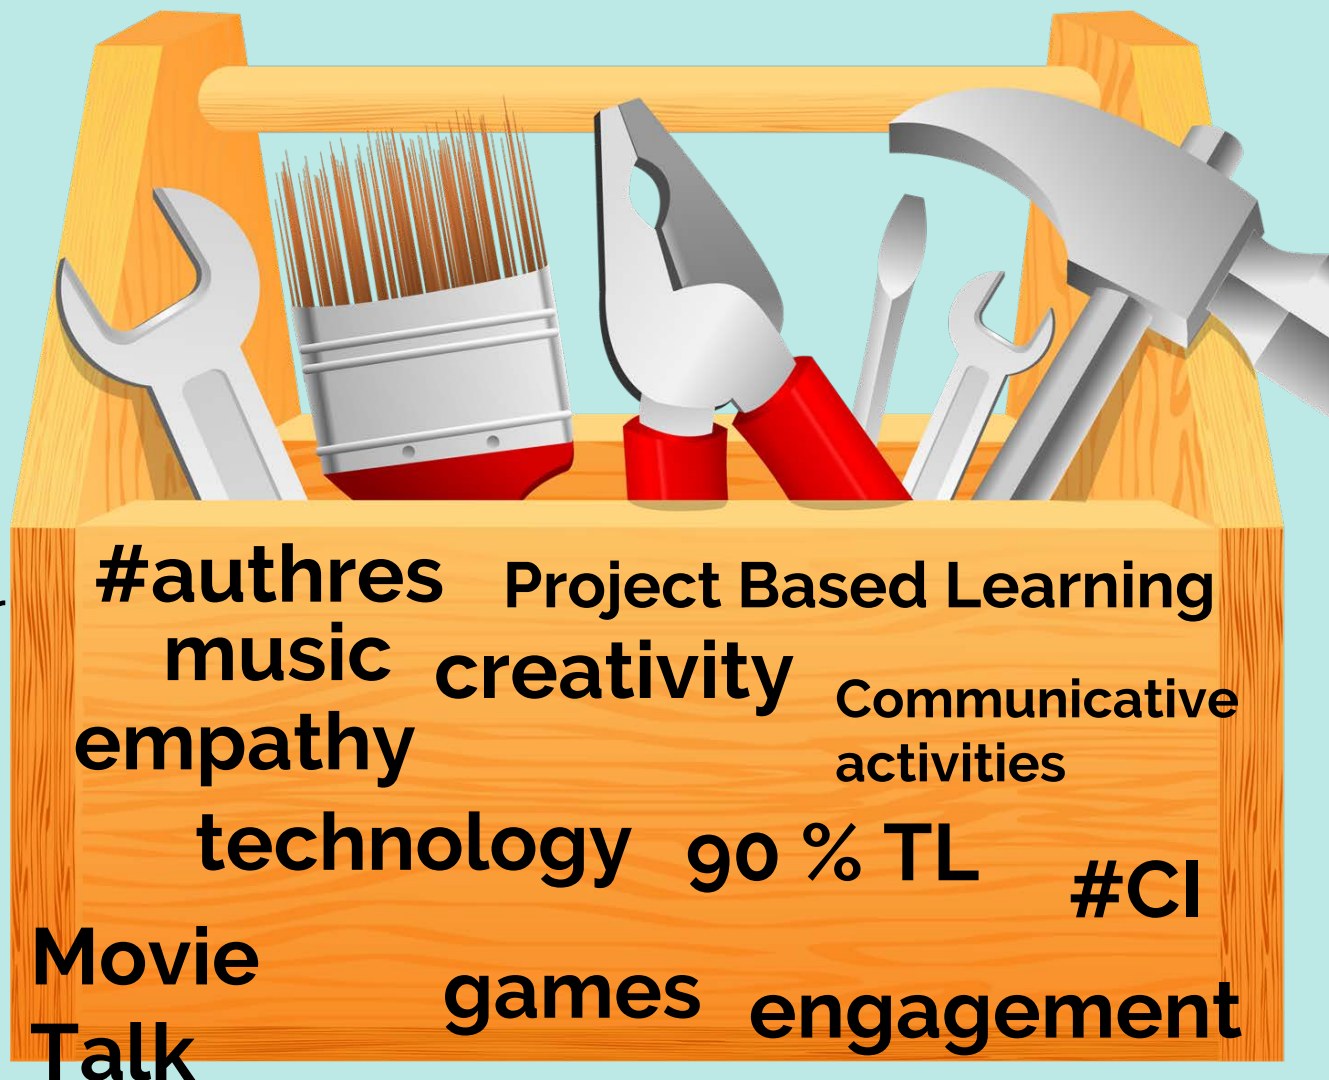 #authres
Project Based Learning
music
creativity
Communicative
activities
empathy
technology
90 % TL
#CI
Movie
Talk
games
engagement